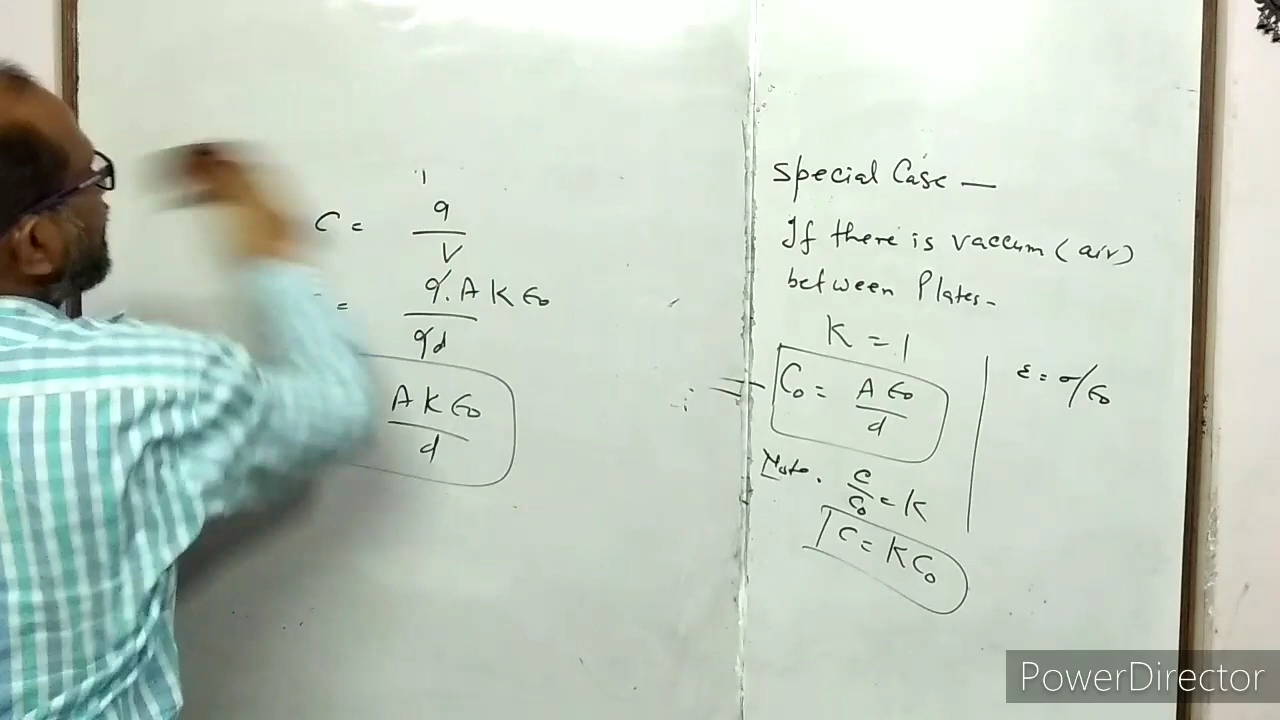 C = q/V
= q.AKε₀/qd
AKε₀/d
Special Case —
If there is vaccum (air)
between Plates-
K = 1
C₀ = Aε₀/d
ε = σ/ε₀
Note. C/C₀ = K
C = KC₀
PowerDirector